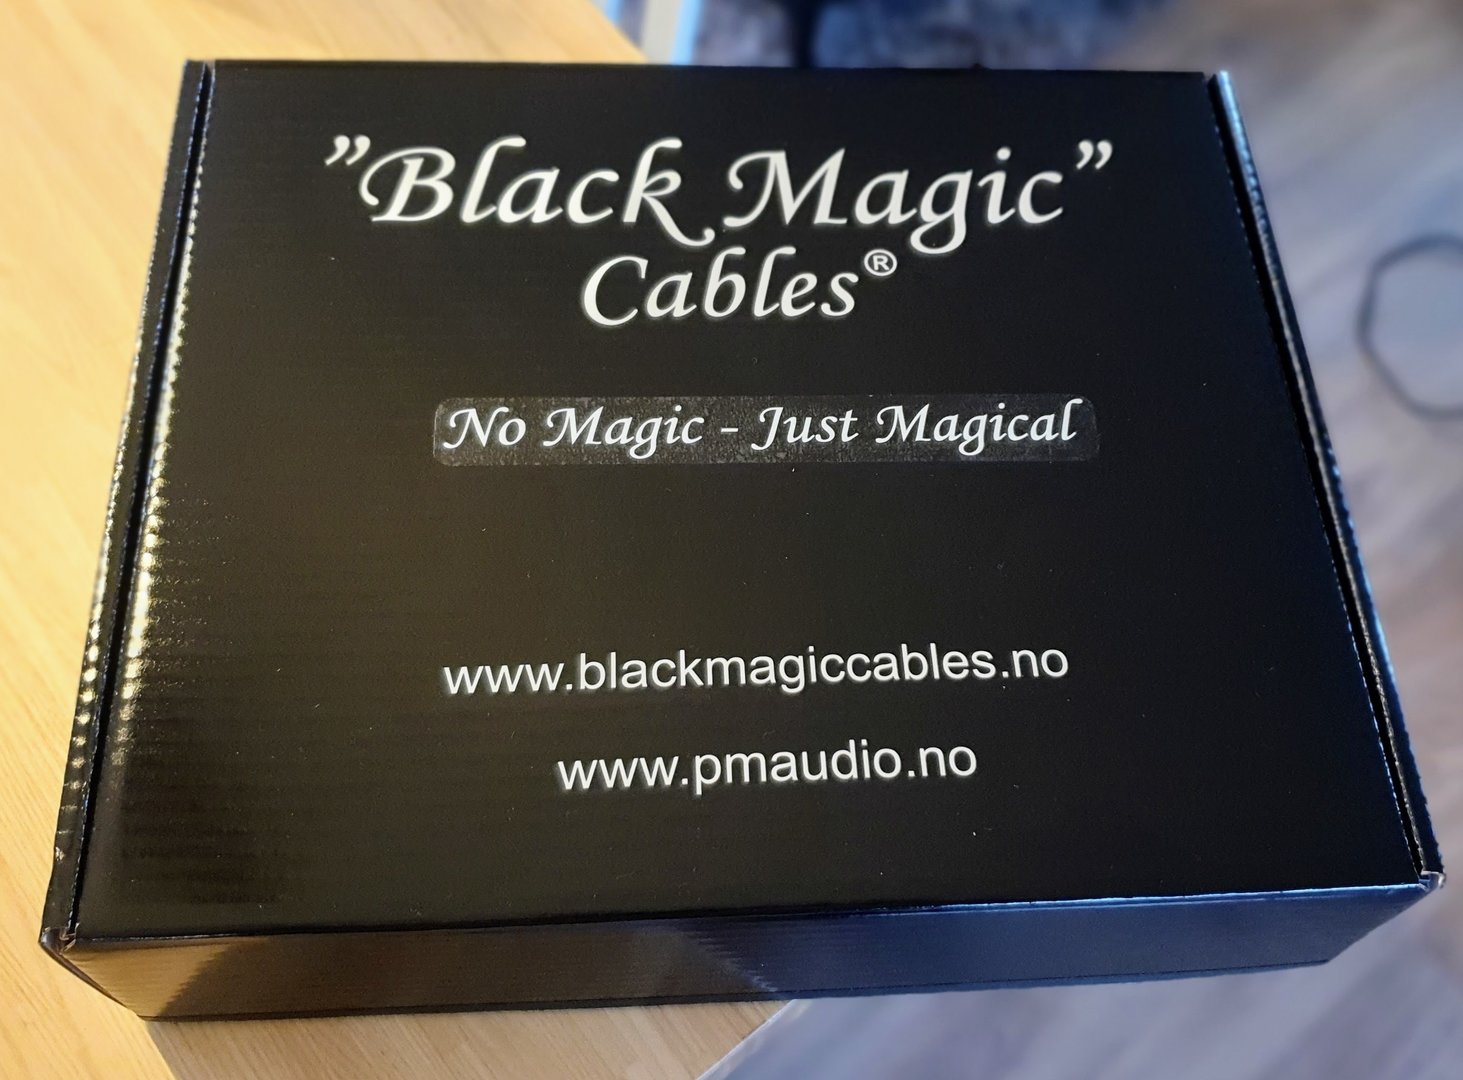 ”Black Magic”
Cables®
No Magic - Just Magical
www.blackmagiccables.no
www.pmaudio.no